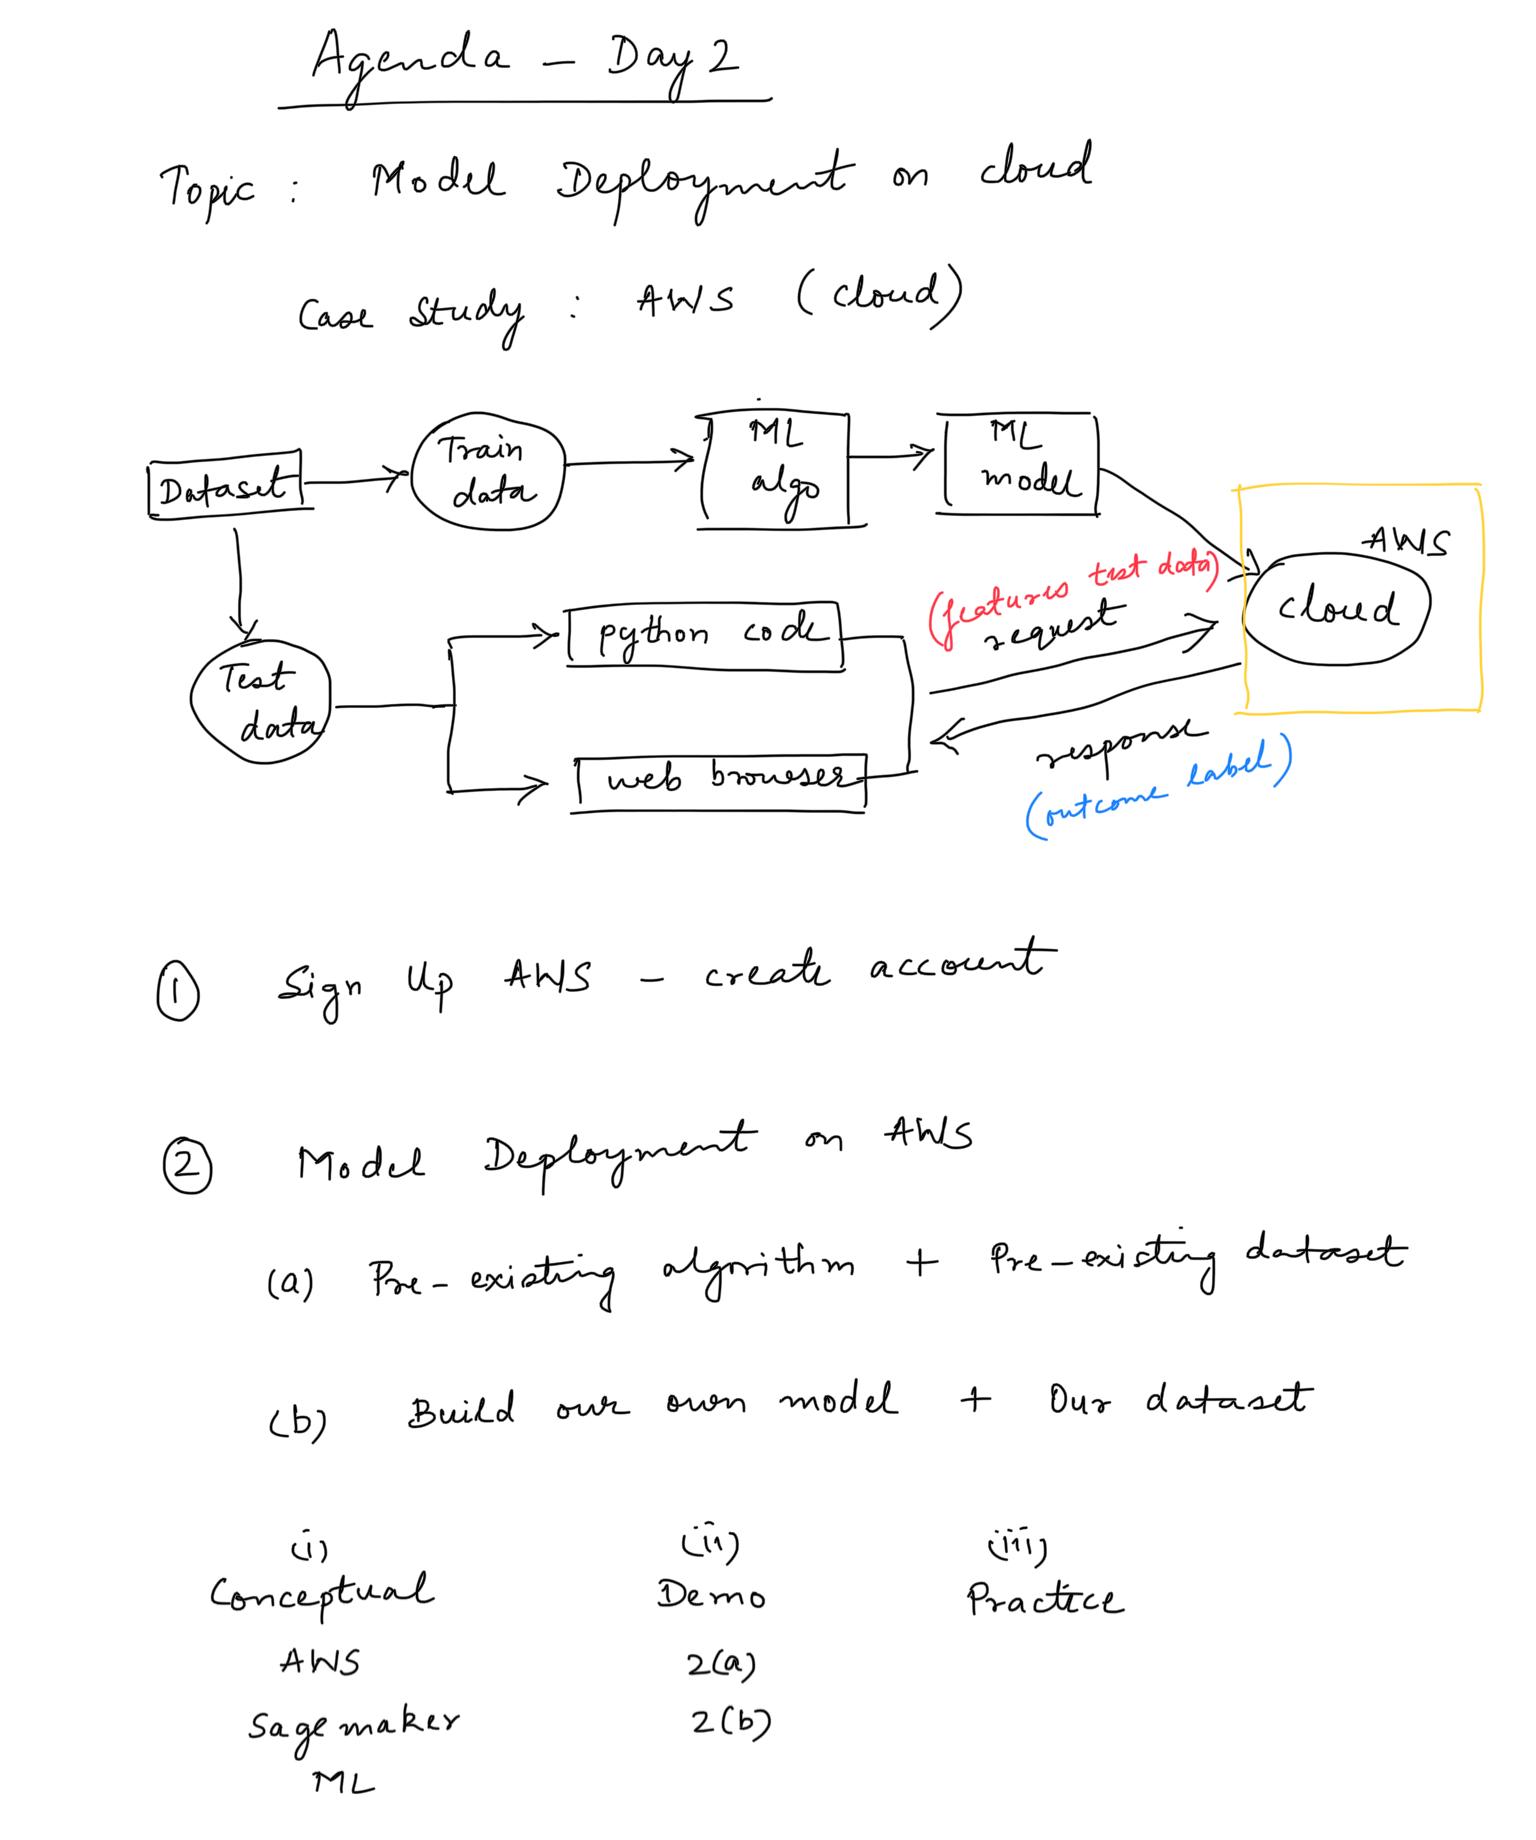 Agenda - Day 2
Topic : Model Deployment on cloud
Case Study : AWS (cloud)
Dataset
Train
data
ML
algo
ML
model
AWS
cloud
(features test data)
request
Test
data
python code
web browser
response
(outcome label)
① Sign Up AWS - create account
② Model Deployment on AWS
(a) Pre-existing algorithm + Pre-existing dataset
(b) Build our own model + Our dataset
(i) (ii) (iii)
Conceptual Demo Practice
AWS 2(a)
Sagemaker 2(b)
ML